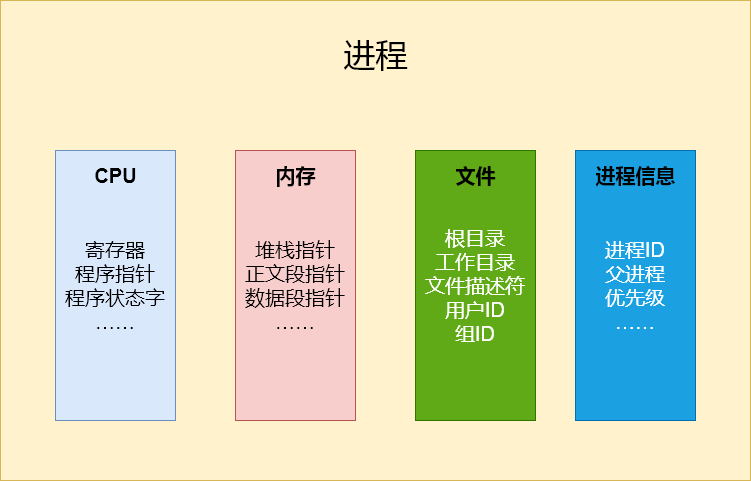 进程
CPU
寄存器
程序指针
程序状态字
……
内存
堆栈指针
正文段指针
数据段指针
……
文件
根目录
工作目录
文件描述符
用户ID
组ID
进程信息
进程ID
父进程
优先级
……